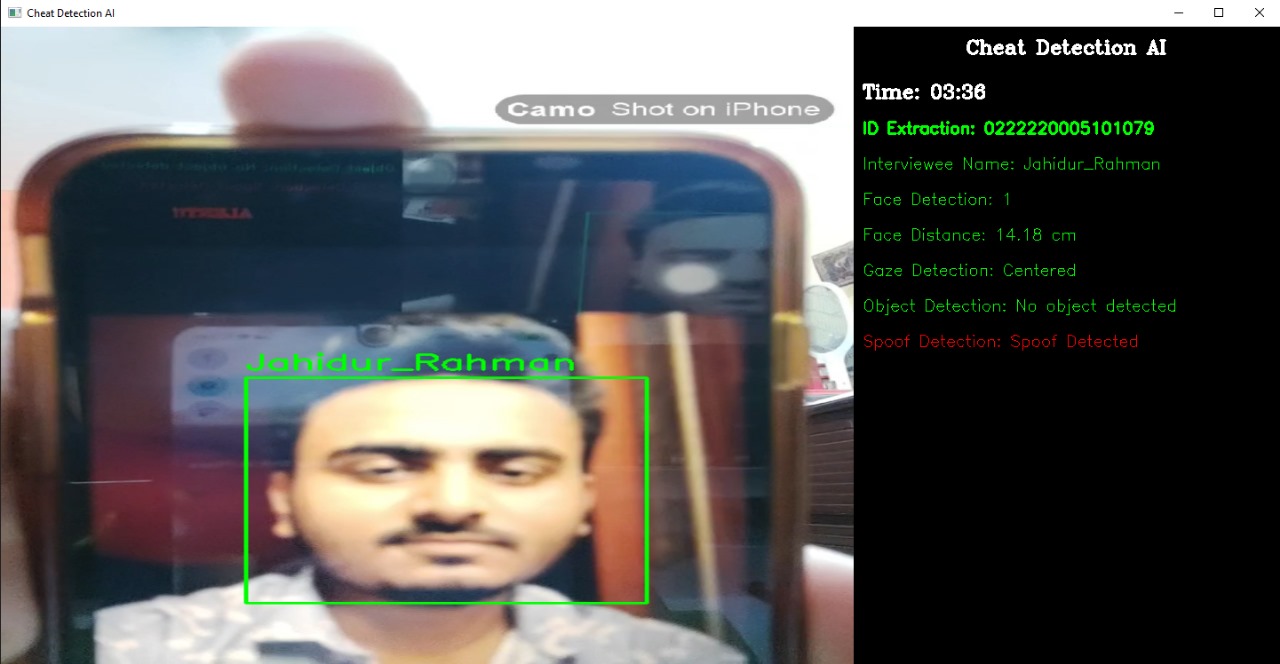 Cheat Detection AI
Camo Shot on iPhone
Jahidur_Rahman
Cheat Detection AI
Time: 03:36
ID Extraction: 0222220005101079
Interviewee Name: Jahidur_Rahman
Face Detection: 1
Face Distance: 14.18 cm
Gaze Detection: Centered
Object Detection: No object detected
Spoof Detection: Spoof Detected